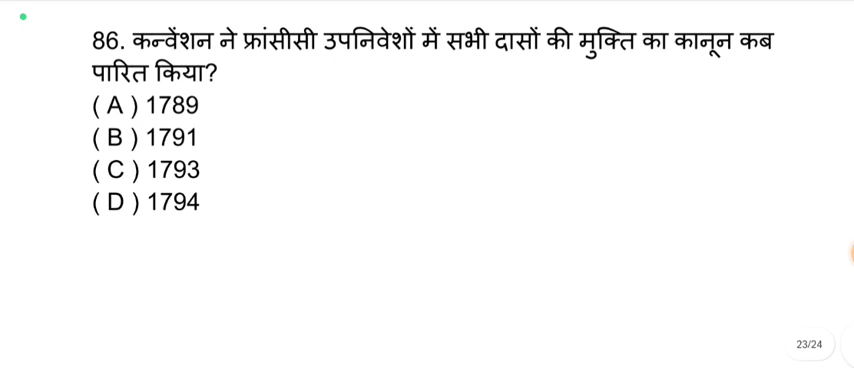 86. कन्वेंशन ने फ्रांसीसी उपनिवेशों में सभी दासों की मुक्ति का कानून कब
पारित किया?
( A ) 1789
( B ) 1791
( C ) 1793
( D ) 1794
23/24